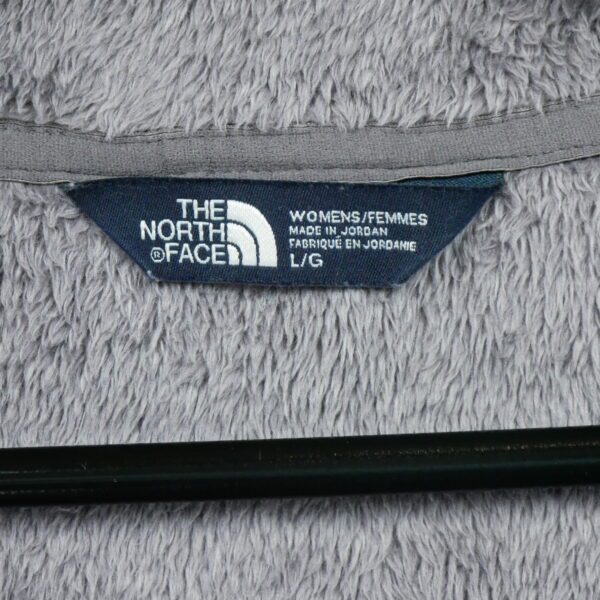 THE
NORTH
®FACE
WOMENS/FEMMES
MADE IN JORDAN
FABRIQUÉ EN JORDANIE
L/G